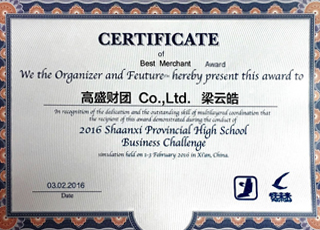 CERTIFICATE
of
Best Merchant Award
We the Organizer and Feuture hereby present this award to
高盛财团 Co.,Ltd. 梁云皓
In recognition of the dedication and the outstanding skill of multilayered coordination that
the recipient of this award demonstrated during the conduct of
2016 Shaanxi Provincial High School
Business Challenge
simulation held on 1-3 February 2016 in Xi'an, China.
03.02.2016
Date